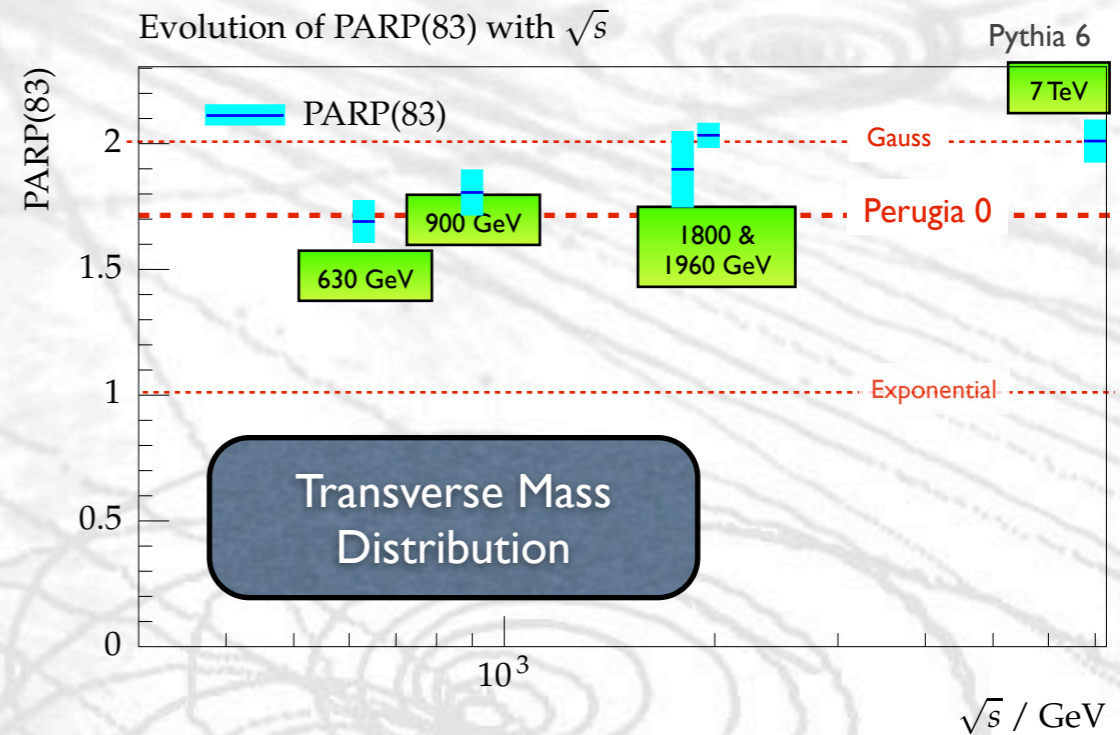 Evolution of PARP(83) with √s
Pythia 6
PARP(83)
PARP(83)
7 TeV
2
Gauss
Perugia 0
900 GeV
1800 &
1960 GeV
1.5
630 GeV
1
Exponential
Transverse Mass
Distribution
0.5
0
10³
√s / GeV